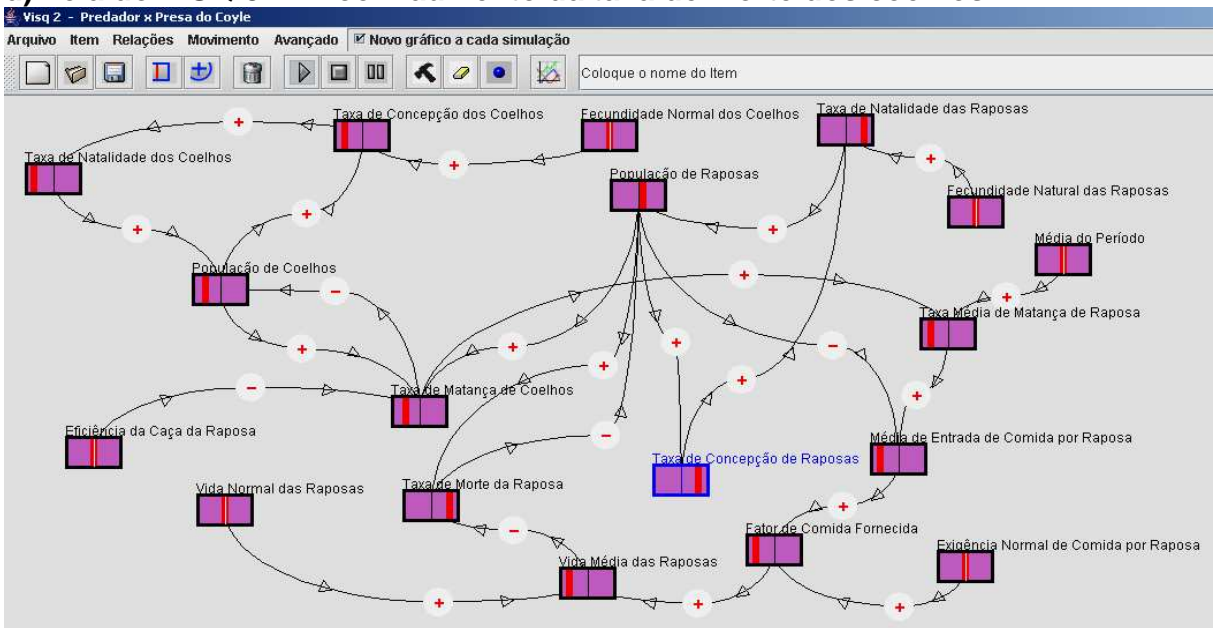 Visq 2 - Predador x Presa do Coyle
Arquivo Item Relações Movimento Avançado Novo gráfico a cada simulação
Coloque o nome do Item
Taxa de Concepção dos Coelhos
Fecundidade Normal dos Coelhos
Taxa de Natalidade das Raposas
+
+
+
Taxa de Natalidade dos Coelhos
População de Raposas
Fecundidade Natural das Raposas
+
+
+
Média do Período
População de Coelhos
−
+
+
Taxa Média de Matança de Raposa
+
+
+
+
−
−
Taxa de Matança de Coelhos
+
+
Eficiência da Caça da Raposa
−
Média de Entrada de Comida por Raposa
Taxa de Concepção de Raposas
Vida Normal das Raposas
Taxa de Morte da Raposa
+
−
Fator de Comida Fornecida
Exigência Normal de Comida por Raposa
Vida Média das Raposas
+
+
+